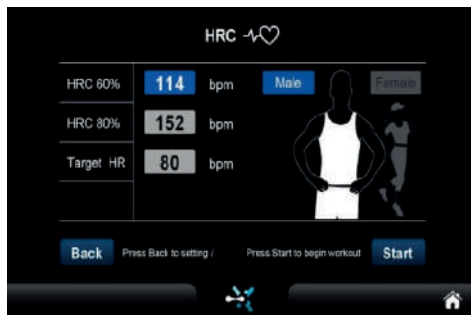 HRC
HRC 60% 114 bpm Male Female
HRC 80% 152 bpm
Target HR 80 bpm
Back Press Back to setting / Press Start to begin workout Start